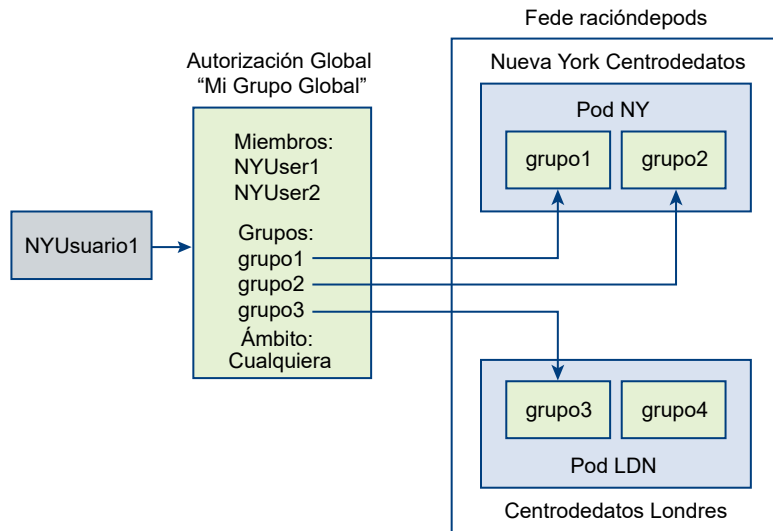 Fede racióndepods
Autorización Global
“Mi Grupo Global”
Nueva York Centrodedatos
Pod NY
grupo1
grupo2
Miembros:
NYUser1
NYUser2
NYUsuario1
Grupos:
grupo1
grupo2
grupo3
Ámbito:
Cualquiera
grupo3
grupo4
Pod LDN
Centrodedatos Londres